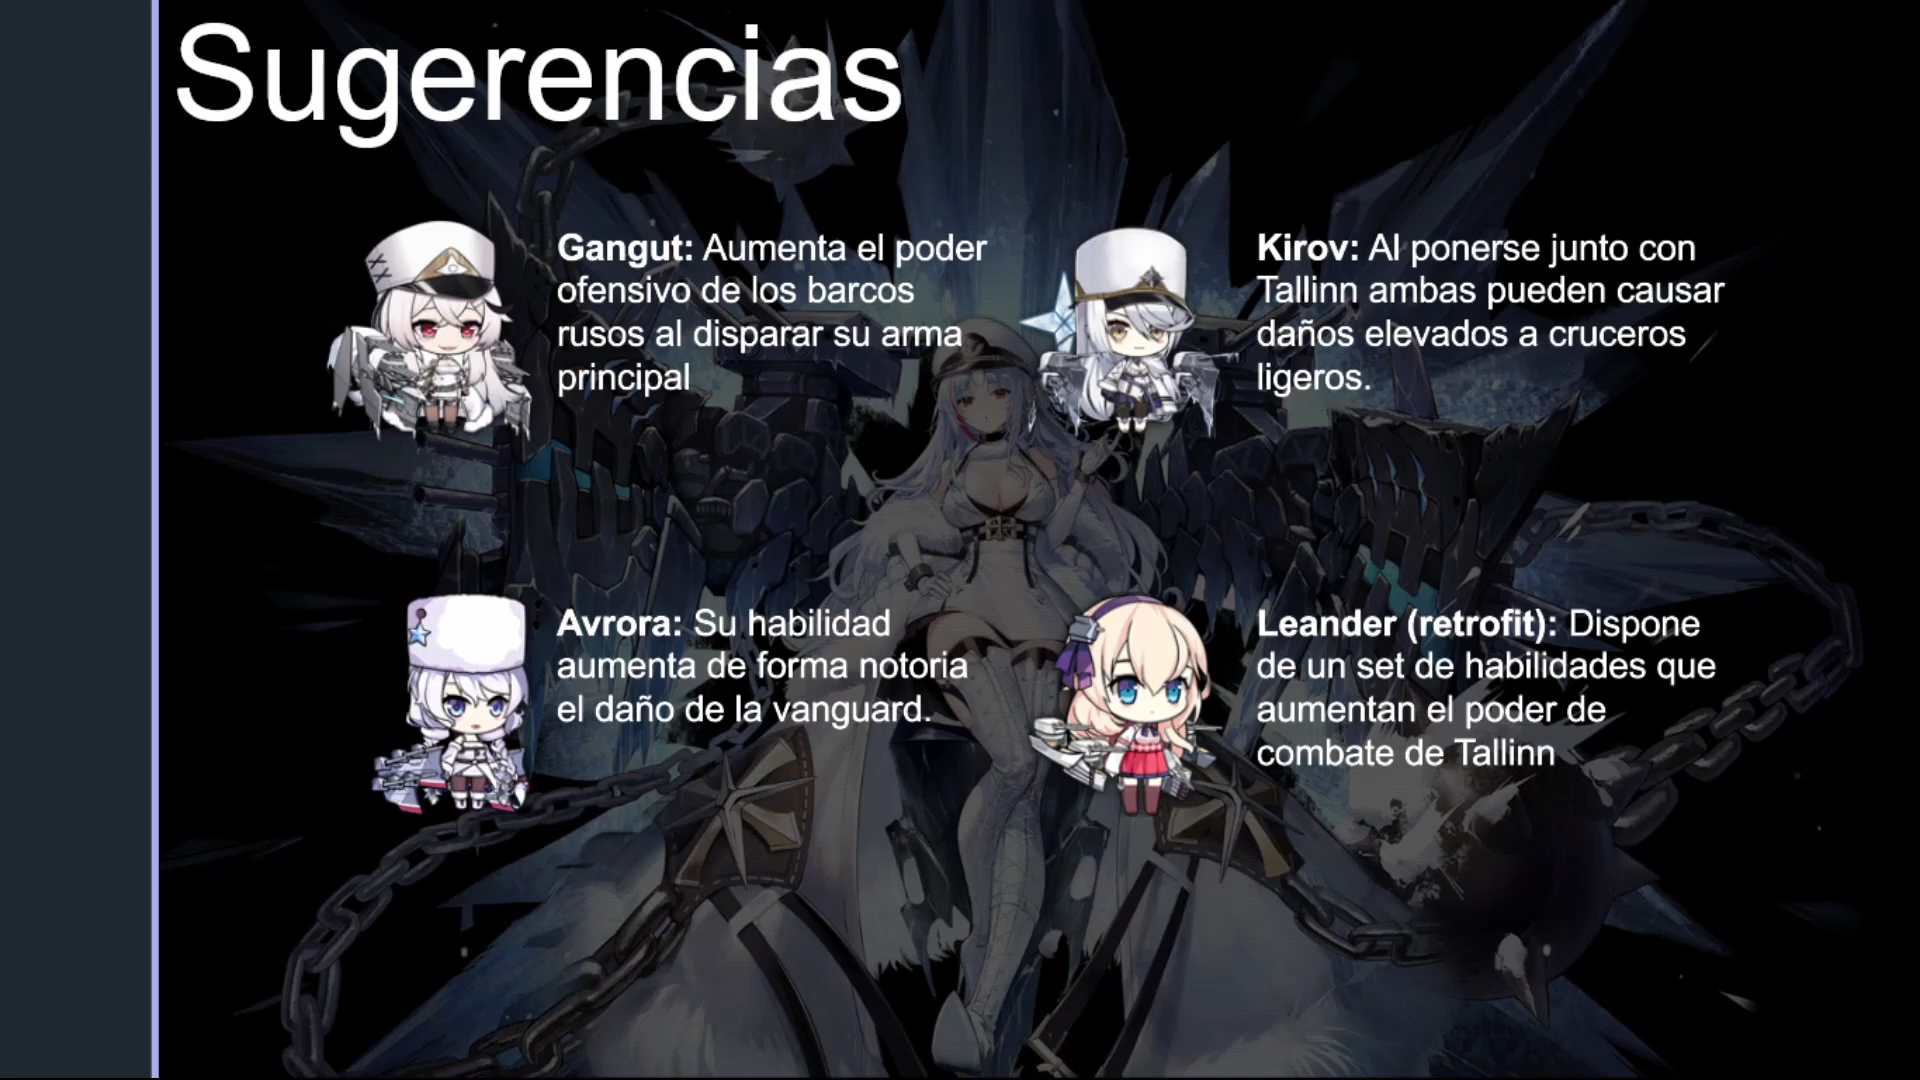 Sugerencias
Gangut: Aumenta el poder
ofensivo de los barcos
rusos al disparar su arma
principal
Kirov: Al ponerse junto con
Tallinn ambas pueden causar
daños elevados a cruceros
ligeros.
Avrora: Su habilidad
aumenta de forma notoria
el daño de la vanguard.
Leander (retrofit): Dispone
de un set de habilidades que
aumentan el poder de
combate de Tallinn